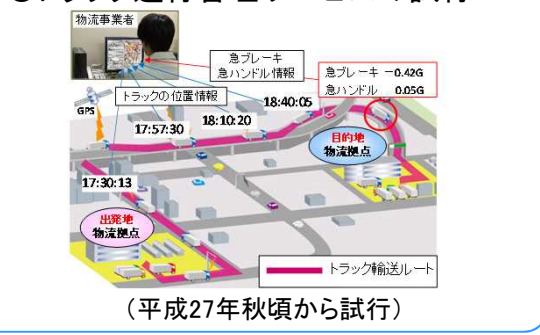 物流事業者
急ブレーキ
急ハンドル情報
急ブレーキ －0.42G
急ハンドル 0.05G
トラックの位置情報
GPS
18:40:05
18:10:20
17:57:30
目的地
物流拠点
17:30:13
出発地
物流拠点
トラック輸送ルート
（平成27年秋頃から試行）